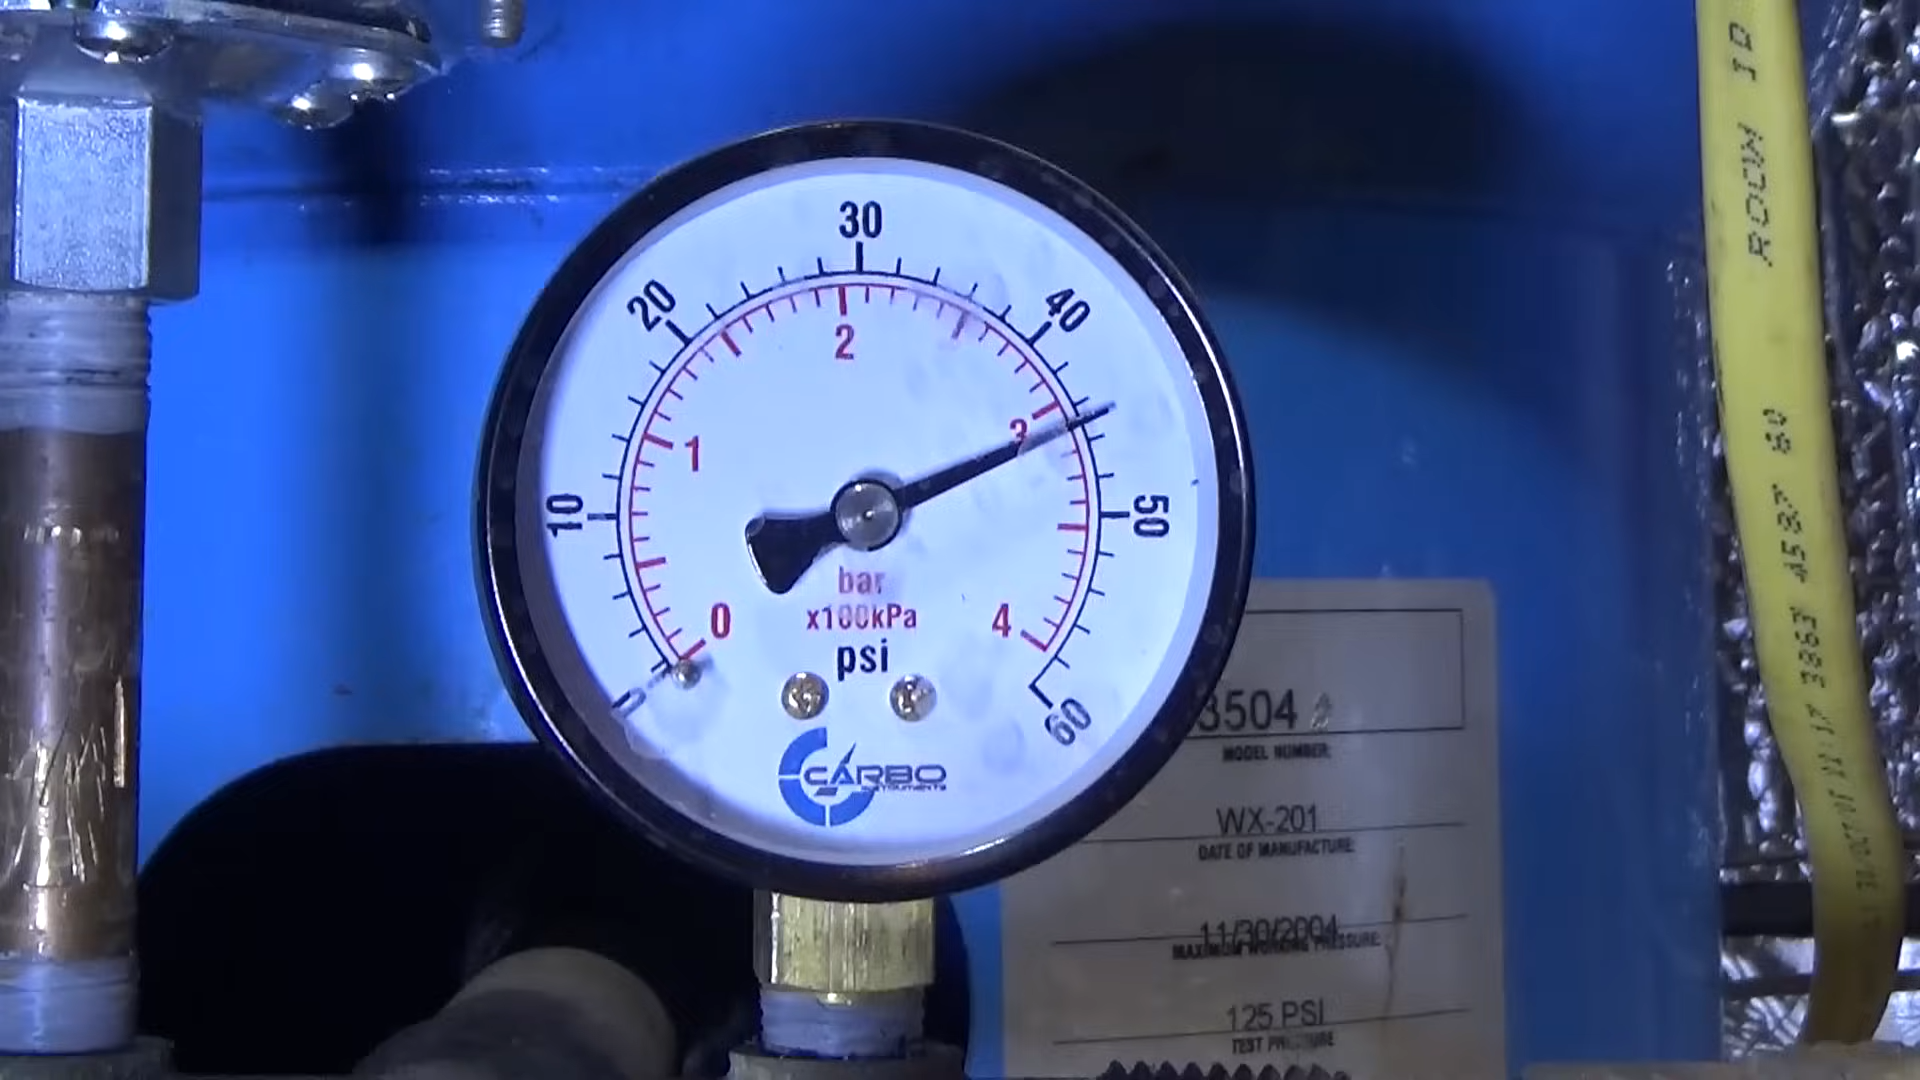 30
20
40
2
1
3
10
50
bar
x100kPa
psi
0
4
0
60
CARBO
INSTRUMENTS
3504
MODEL NUMBER:
WX-201
DATE OF MANUFACTURE
11/30/2004
MAXIMUM WORKING PRESSURE:
125 PSI
TEST PRESSURE